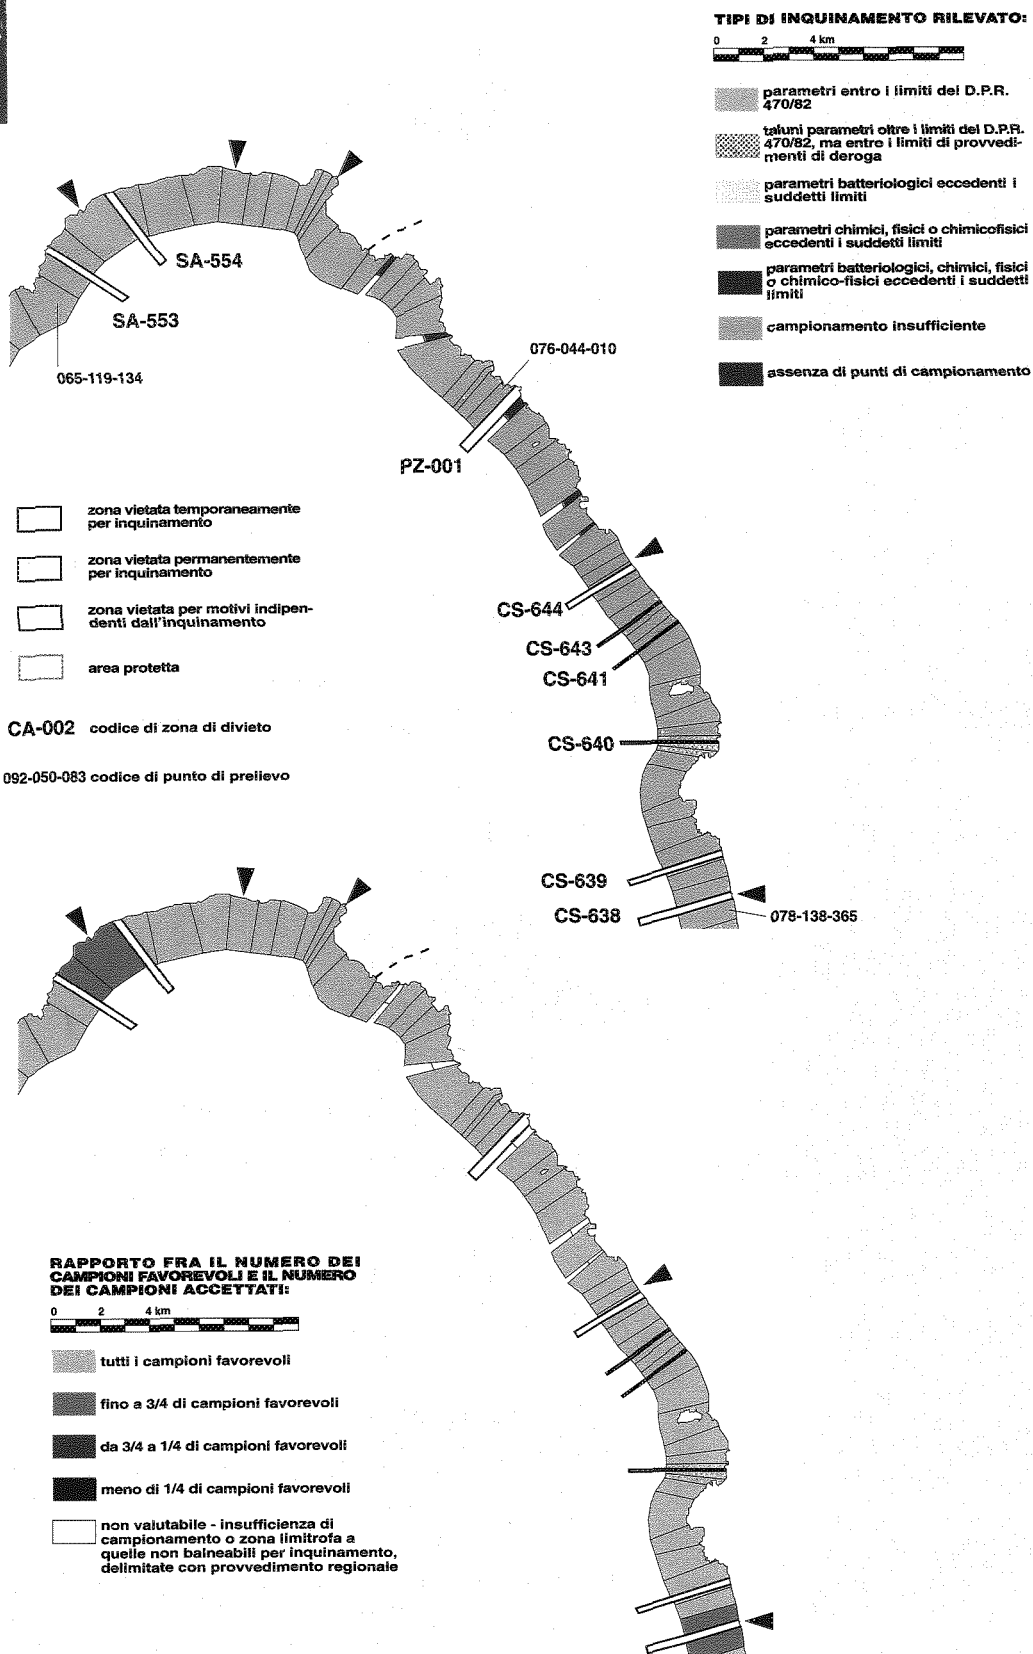 TIPI DI INQUINAMENTO RILEVATO:
0 2 4 km
parametri entro i limiti del D.P.R.
470/82
taluni parametri oltre i limiti del D.P.R.
470/82, ma entro i limiti di provvedi-
menti di deroga
parametri batteriologici eccedenti i
suddetti limiti
parametri chimici, fisici o chimicofisici
eccedenti i suddetti limiti
parametri batteriologici, chimici, fisici
o chimico-fisici eccedenti i suddetti
limiti
campionamento insufficiente
assenza di punti di campionamento
SA-554
SA-553
065-119-134
076-044-010
PZ-001
CS-644
CS-643
CS-641
CS-640
CS-639
CS-638
078-138-365
zona vietata temporaneamente
per inquinamento
zona vietata permanentemente
per inquinamento
zona vietata per motivi indipen-
denti dall'inquinamento
area protetta
CA-002 codice di zona di divieto
092-050-083 codice di punto di prelievo
RAPPORTO FRA IL NUMERO DEI
CAMPIONI FAVOREVOLI E IL NUMERO
DEI CAMPIONI ACCETTATI:
0 2 4 km
tutti i campioni favorevoli
fino a 3/4 di campioni favorevoli
da 3/4 a 1/4 di campioni favorevoli
meno di 1/4 di campioni favorevoli
non valutabile - insufficienza di
campionamento o zona limitrofa a
quelle non balneabili per inquinamento,
delimitate con provvedimento regionale